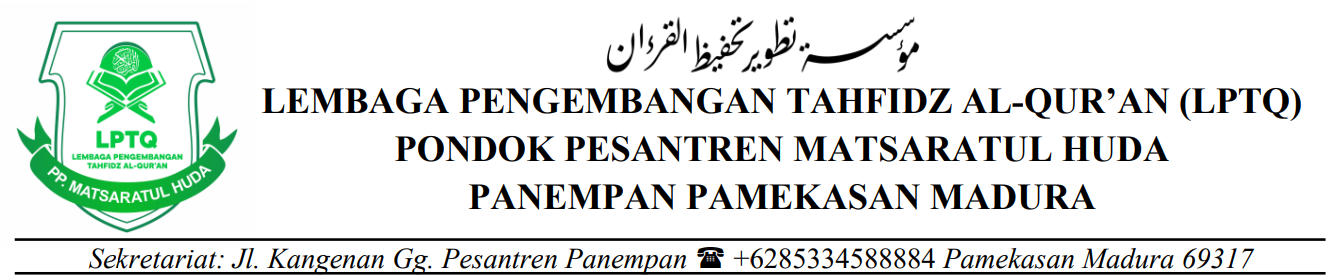 LPTQ
LEMBAGA PENGEMBANGAN
TAHFIDZ AL-QUR'AN
PP. MATSARATUL HUDA
مؤسسة تطوير تحفيظ القرءان
LEMBAGA PENGEMBANGAN TAHFIDZ AL-QUR’AN (LPTQ)
PONDOK PESANTREN MATSARATUL HUDA
PANEMPAN PAMEKASAN MADURA
Sekretariat: Jl. Kangenan Gg. Pesantren Panempan ☎ +6285334588884 Pamekasan Madura 69317